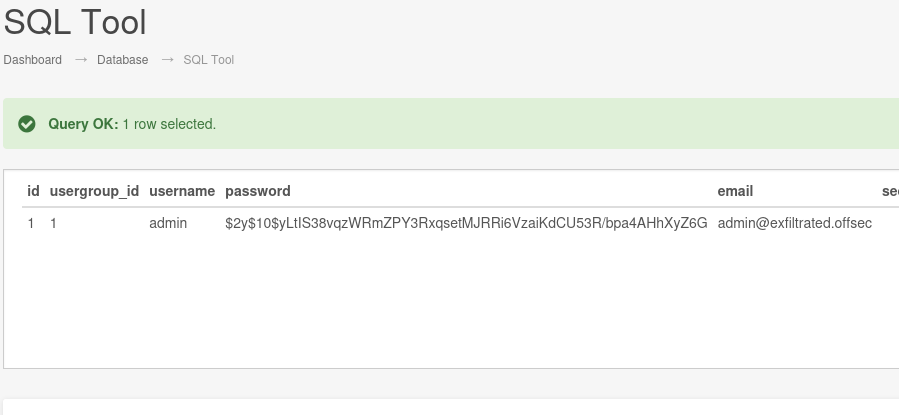 SQL Tool
Dashboard → Database → SQL Tool
Query OK: 1 row selected.
id usergroup_id username password email sec
1 1 admin $2y$10$yLtIS38vqzWRmZPY3RxqsetMJRRi6VzaiKdCU53R/bpa4AHhXyZ6G admin@exfiltrated.offsec